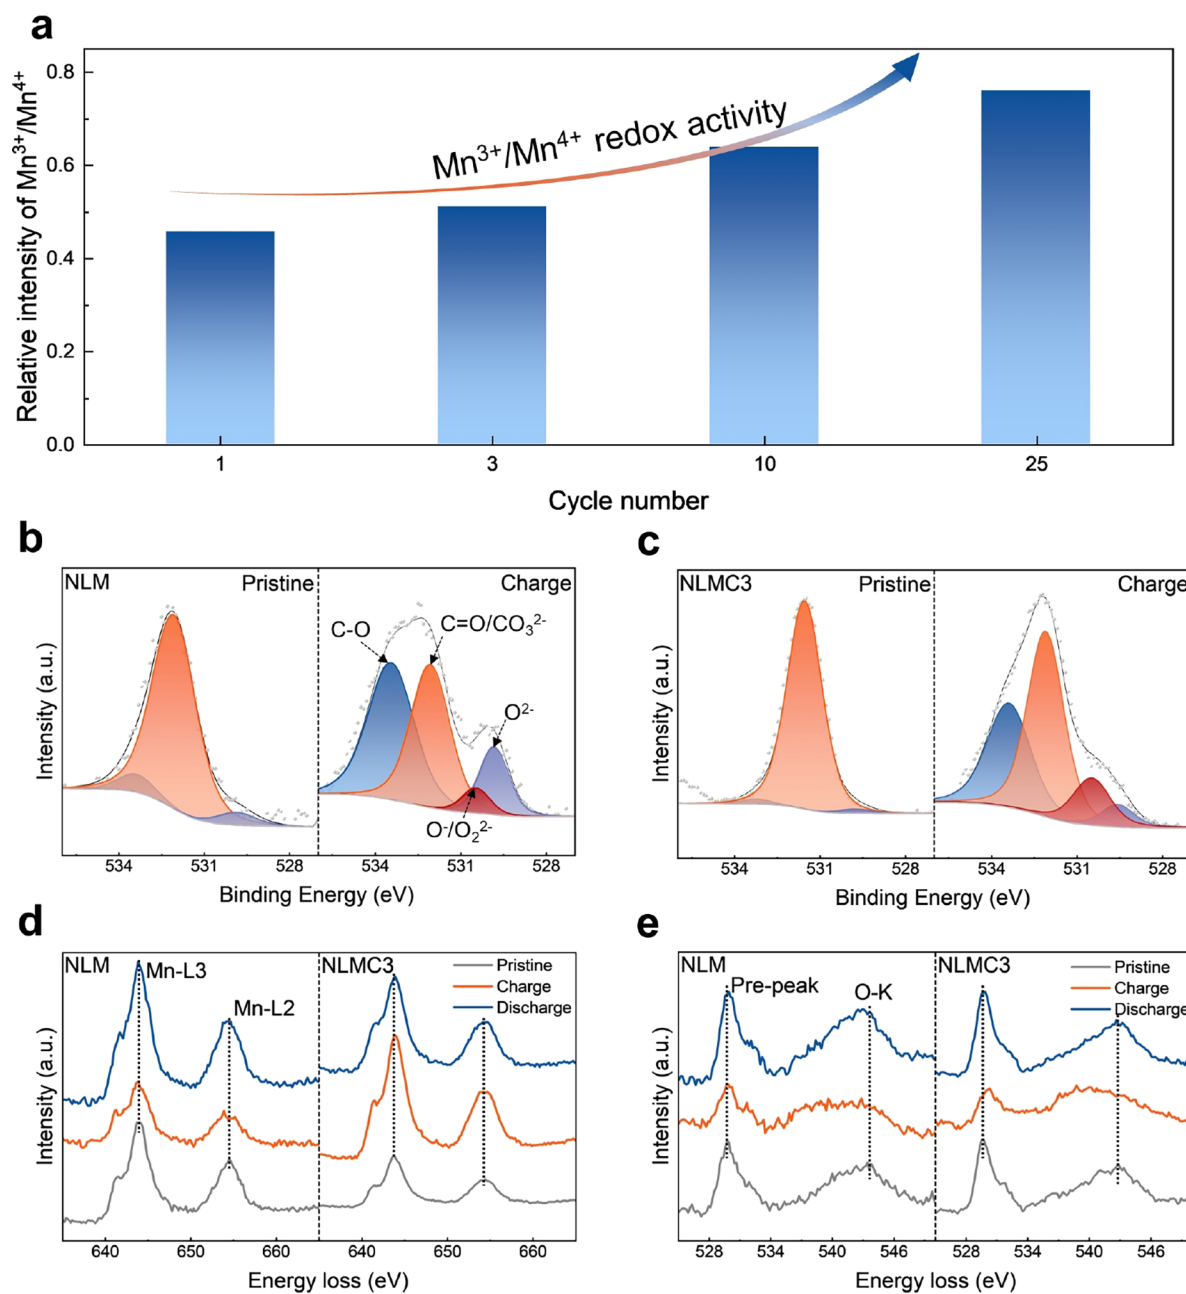 a
Relative intensity of Mn³⁺/Mn⁴⁺
0.8
0.6
0.4
0.2
0.0
Mn³⁺/Mn⁴⁺ redox activity
1 3 10 25
Cycle number
b
NLM Pristine Charge
C-O
C=O/CO₃²⁻
O²⁻
O⁻/O₂²⁻
Intensity (a.u.)
534 531 528 534 531 528
Binding Energy (eV)
c
NLMC3 Pristine Charge
Intensity (a.u.)
534 531 528 534 531 528
Binding Energy (eV)
d
NLM NLMC3
Mn-L3
Mn-L2
Pristine
Charge
Discharge
Intensity (a.u.)
640 650 660 640 650 660
Energy loss (eV)
e
NLM NLMC3
Pre-peak
O-K
Pristine
Charge
Discharge
Intensity (a.u.)
528 534 540 546 528 534 540 546
Energy loss (eV)